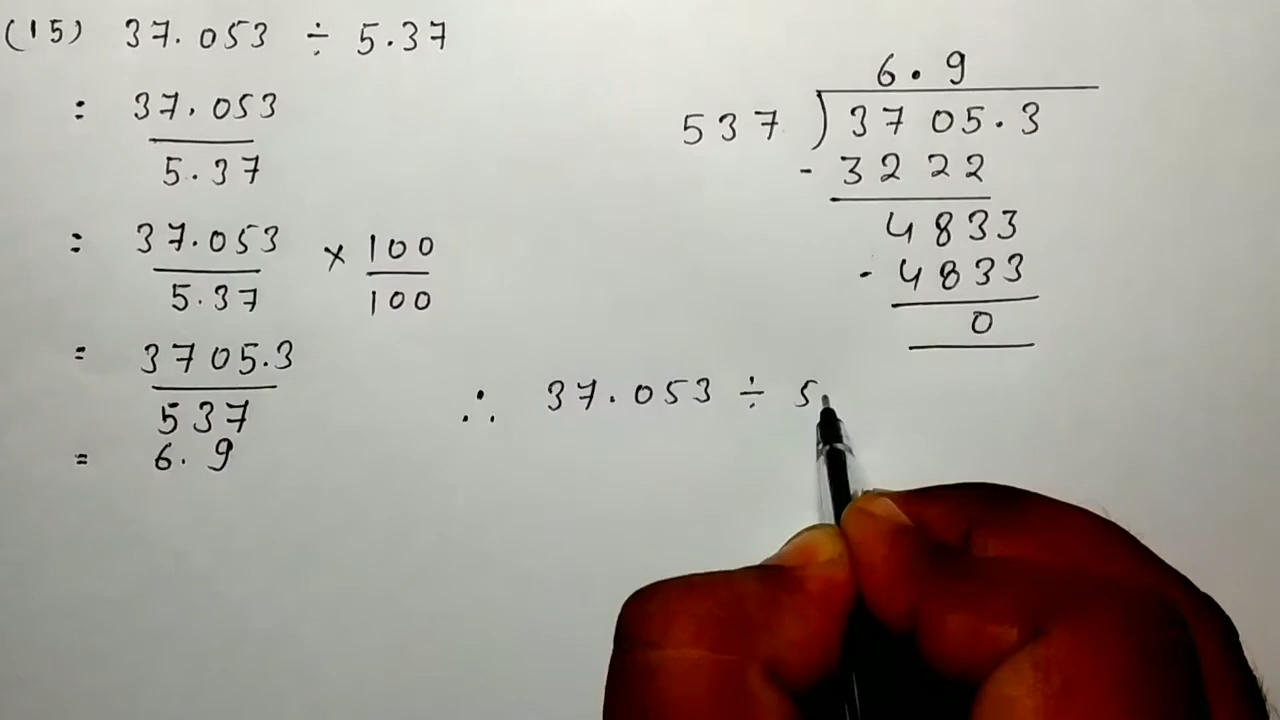 (15) 37.053 ÷ 5.37
: 37.053
5.37
: 37.053 × 100
5.37 100
= 3705.3
537
= 6.9
6.9
537 ) 3705.3
- 3222
4833
- 4833
0
∴ 37.053 ÷ 5.